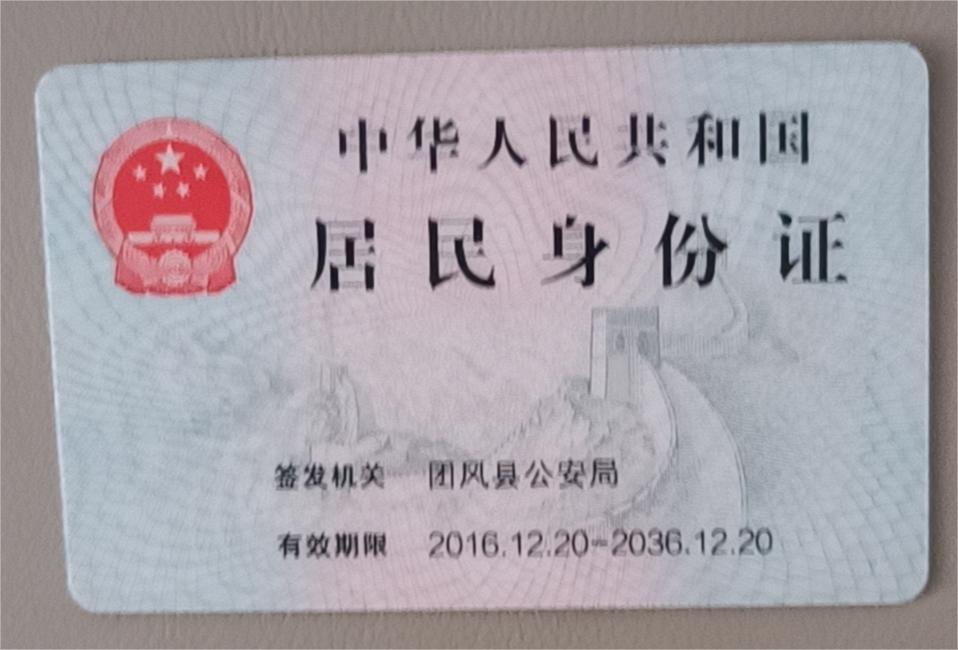 中华人民共和国
居民身份证
签发机关 团风县公安局
有效期限 2016.12.20-2036.12.20